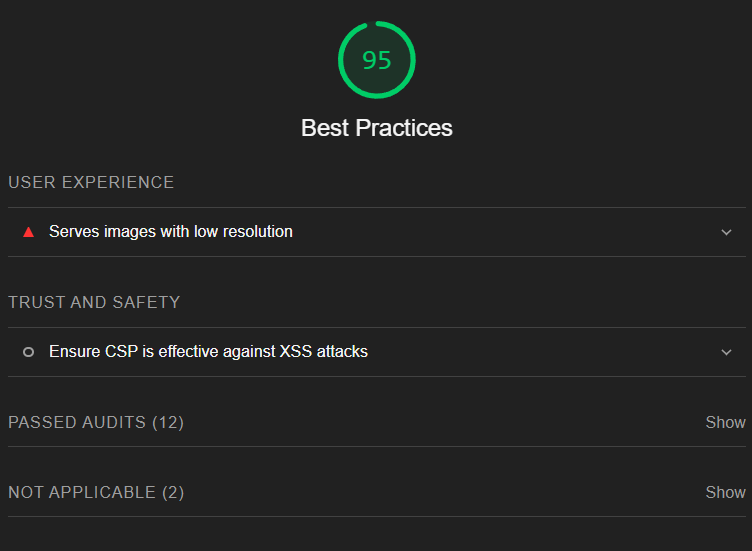 95
Best Practices
USER EXPERIENCE
Serves images with low resolution
TRUST AND SAFETY
Ensure CSP is effective against XSS attacks
PASSED AUDITS (12) Show
NOT APPLICABLE (2) Show